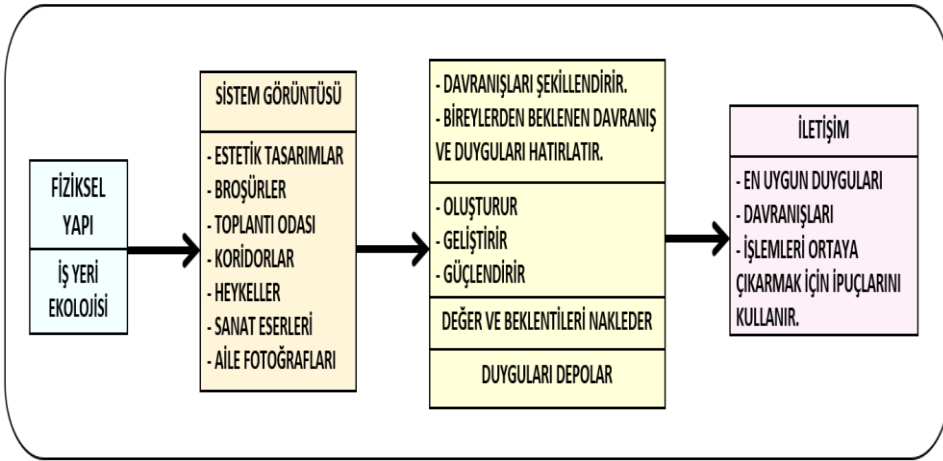 FİZİKSEL
YAPI
İŞ YERİ
EKOLOJİSİ
SİSTEM GÖRÜNTÜSÜ
- ESTETİK TASARIMLAR
- BROŞÜRLER
- TOPLANTI ODASI
- KORİDORLAR
- HEYKELLER
- SANAT ESERLERİ
- AİLE FOTOĞRAFLARI
- DAVRANIŞLARI ŞEKİLLENDİRİR.
- BİREYLERDEN BEKLENEN DAVRANIŞ
VE DUYGULARI HATIRLATIR.
- OLUŞTURUR
- GELİŞTİRİR
- GÜÇLENDİRİR
DEĞER VE BEKLENTİLERİ NAKLEDER
DUYGULARI DEPOLAR
İLETİŞİM
- EN UYGUN DUYGULARI
- DAVRANIŞLARI
- İŞLEMLERİ ORTAYA
ÇIKARMAK İÇİN İPUÇLARINI
KULLANIR.